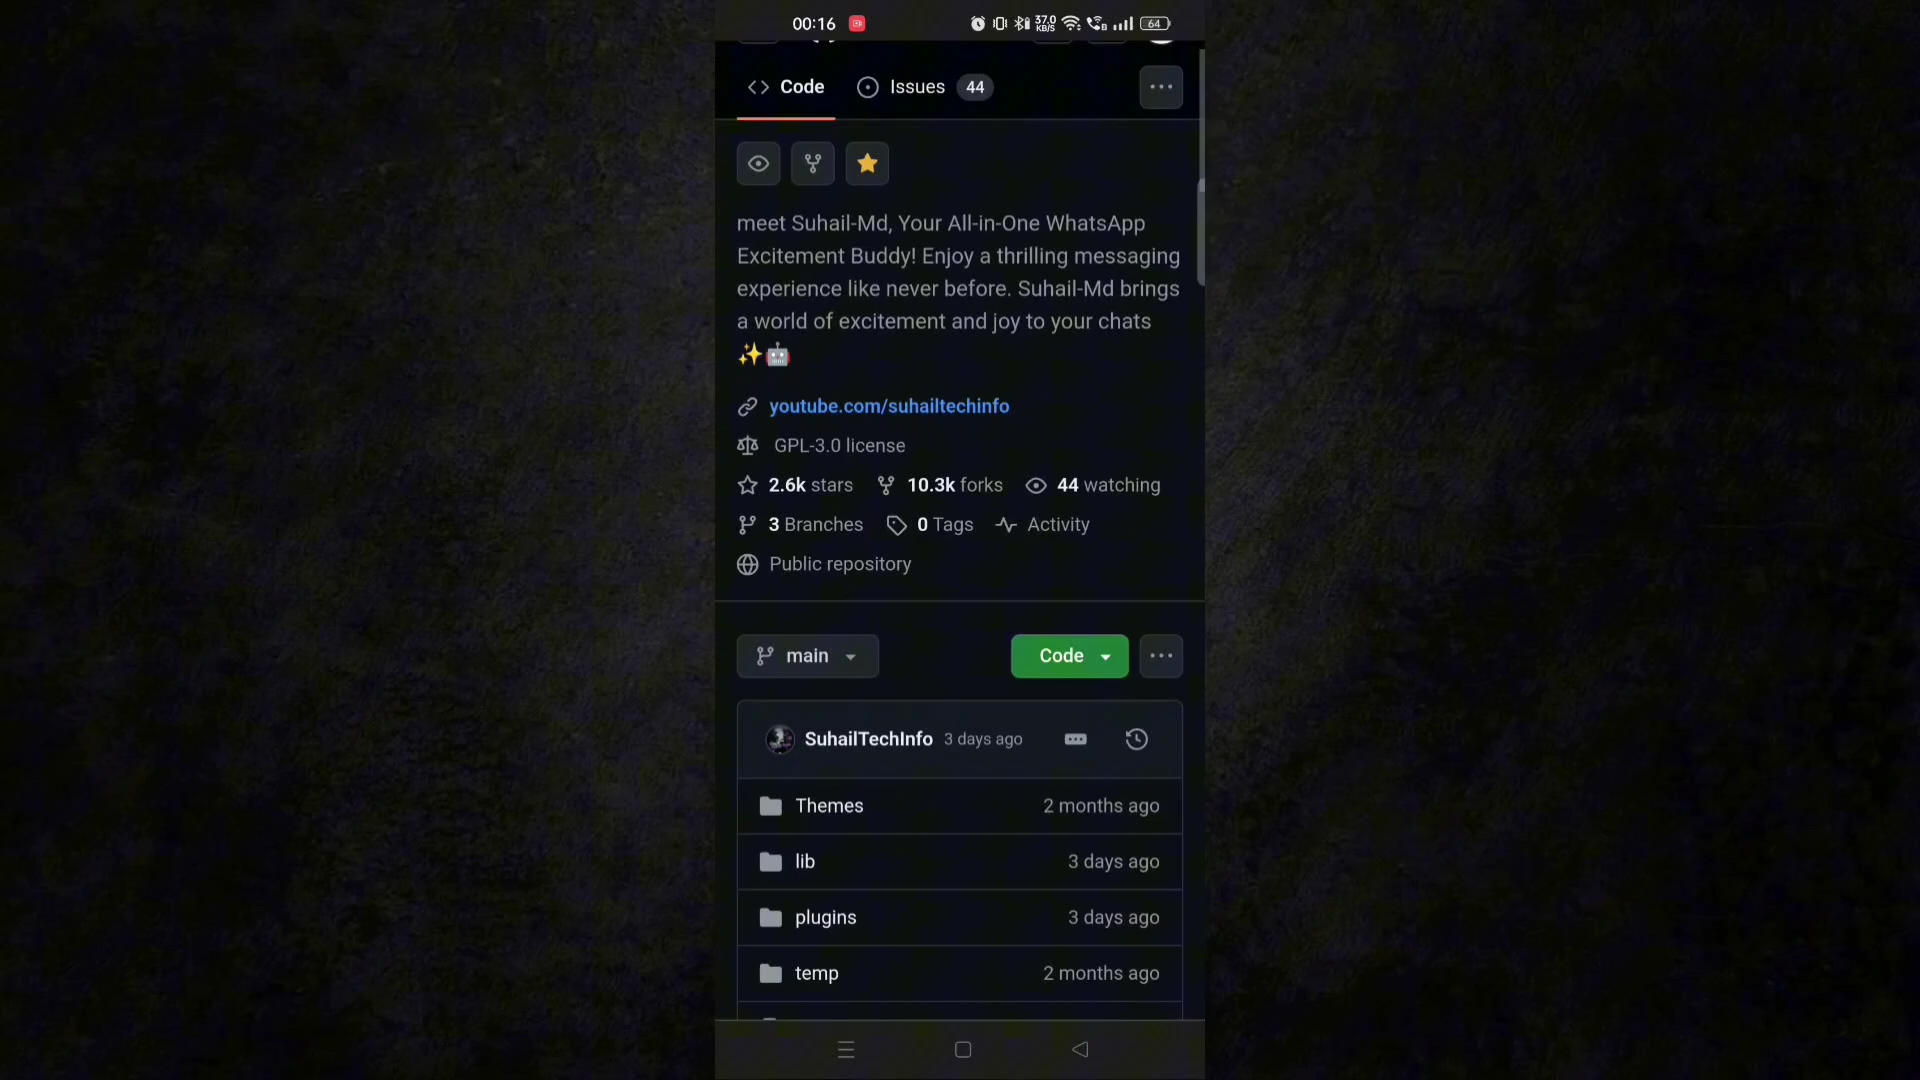 00:16 37.0 KB/S 64
Code Issues 44
meet Suhail-Md, Your All-in-One WhatsApp
Excitement Buddy! Enjoy a thrilling messaging
experience like never before. Suhail-Md brings
a world of excitement and joy to your chats
✨🤖
youtube.com/suhailtechinfo
GPL-3.0 license
2.6k stars 10.3k forks 44 watching
3 Branches 0 Tags Activity
Public repository
main Code
SuhailTechInfo 3 days ago
Themes 2 months ago
lib 3 days ago
plugins 3 days ago
temp 2 months ago